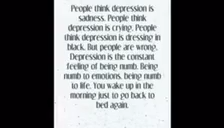 People think depression is
sadness. People think
depression is crying. People
think depression is dressing in
black. But people are wrong.
Depression is the constant
feeling of being numb. Being
numb to emotions, being numb
to life. You wake up in the
morning just to go back to
bed again.